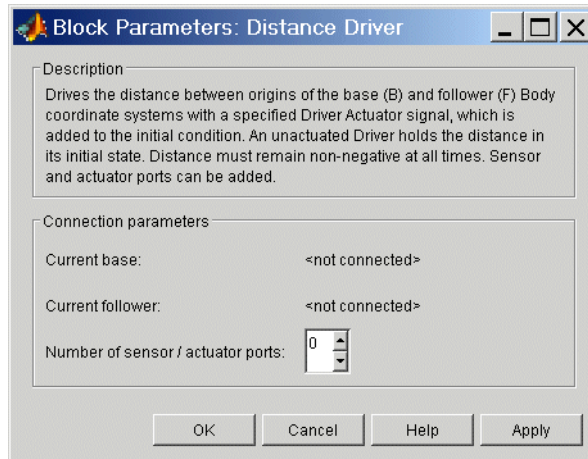 Block Parameters: Distance Driver
Description
Drives the distance between origins of the base (B) and follower (F) Body
coordinate systems with a specified Driver Actuator signal, which is
added to the initial condition. An unactuated Driver holds the distance in
its initial state. Distance must remain non-negative at all times. Sensor
and actuator ports can be added.
Connection parameters
Current base: <not connected>
Current follower: <not connected>
Number of sensor / actuator ports: 0
OK Cancel Help Apply